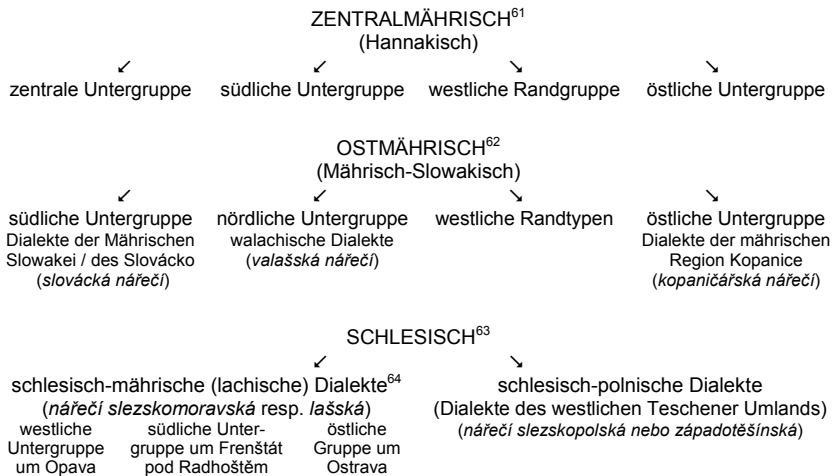 ZENTRALMÄHRISCH61
(Hannakisch)
↙ ↙ ↘ ↘
zentrale Untergruppe südliche Untergruppe westliche Randgruppe östliche Untergruppe
OSTMÄHRISCH62
(Mährisch-Slowakisch)
↙ ↙ ↘ ↘
südliche Untergruppe nördliche Untergruppe westliche Randtypen östliche Untergruppe
Dialekte der Mährischen walachische Dialekte Dialekte der mährischen
Slowakei / des Slovácko (valašská nářečí) Region Kopanice
(slovácká nářečí) (kopaničářská nářečí)
SCHLESISCH63
↙ ↘
schlesisch-mährische (lachische) Dialekte64 schlesisch-polnische Dialekte
(nářečí slezskomoravská resp. lašská) (Dialekte des westlichen Teschener Umlands)
westliche südliche Unter- östliche (nářečí slezskopolská nebo západotěšínská)
Untergruppe gruppe um Frenštát Gruppe um
um Opava pod Radhoštěm Ostrava